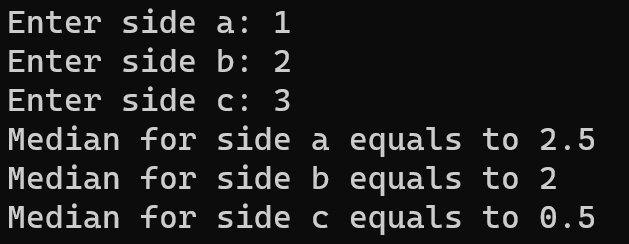 Enter side a: 1
Enter side b: 2
Enter side c: 3
Median for side a equals to 2.5
Median for side b equals to 2
Median for side c equals to 0.5